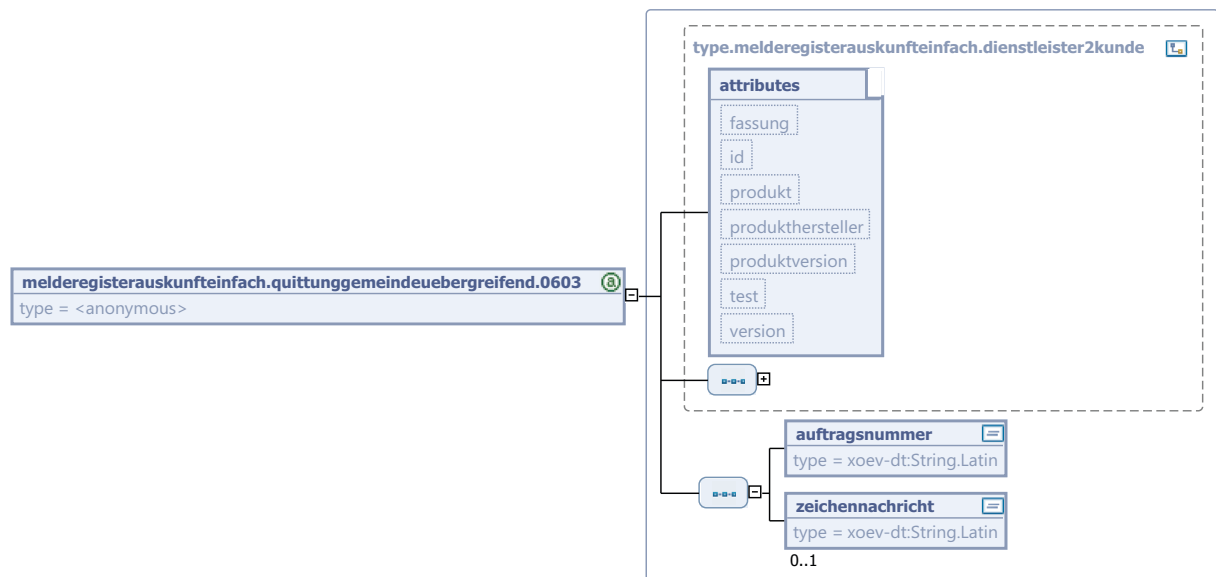 type.melderegisterauskunfteinfach.dienstleister2kunde
attributes
fassung
id
produkt
produkthersteller
produktversion
test
version
melderegisterauskunfteinfach.quittunggemeindeuebergreifend.0603
type = <anonymous>
auftragsnummer
type = xoev-dt:String.Latin
zeichennachricht
type = xoev-dt:String.Latin
0..1